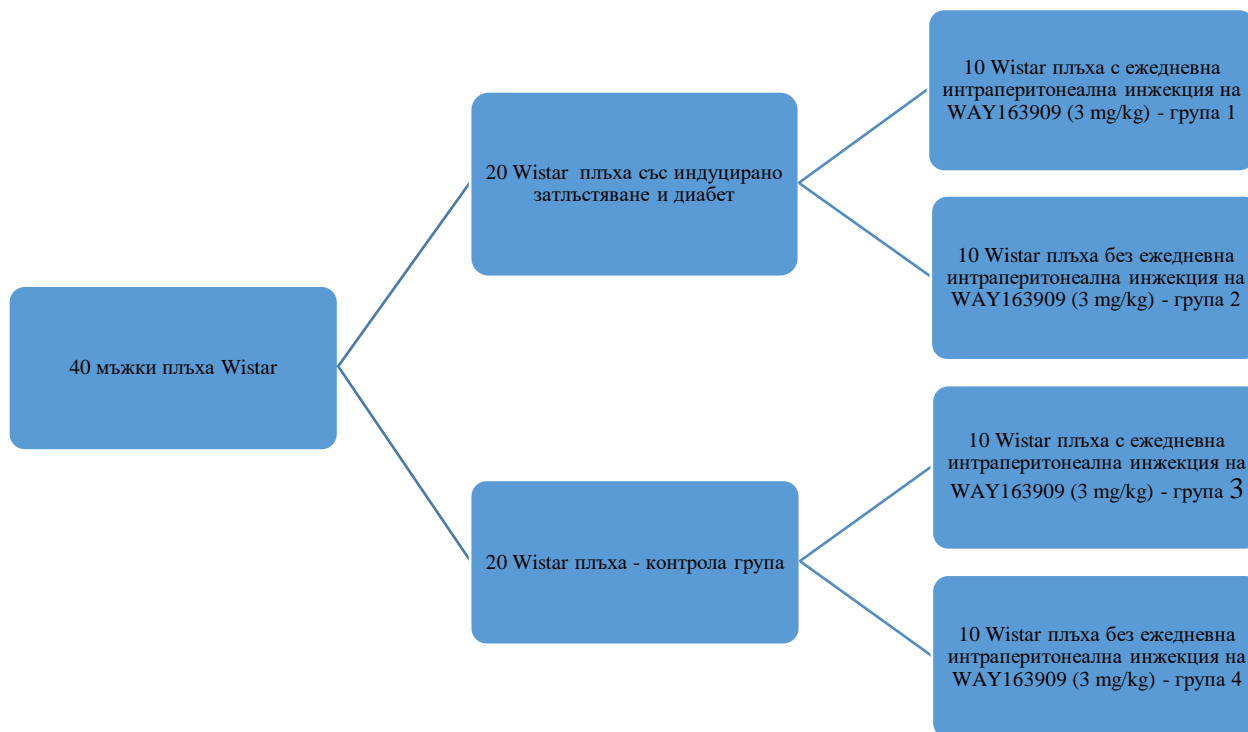 40 мъжки плъха Wistar
20 Wistar плъха със индуцирано
затлъстяване и диабет
20 Wistar плъха - контрола група
10 Wistar плъха с ежедневна
интраперитонеална инжекция на
WAY163909 (3 mg/kg) - група 1
10 Wistar плъха без ежедневна
интраперитонеална инжекция на
WAY163909 (3 mg/kg) - група 2
10 Wistar плъха с ежедневна
интраперитонеална инжекция на
WAY163909 (3 mg/kg) - група 3
10 Wistar плъха без ежедневна
интраперитонеална инжекция на
WAY163909 (3 mg/kg) - група 4